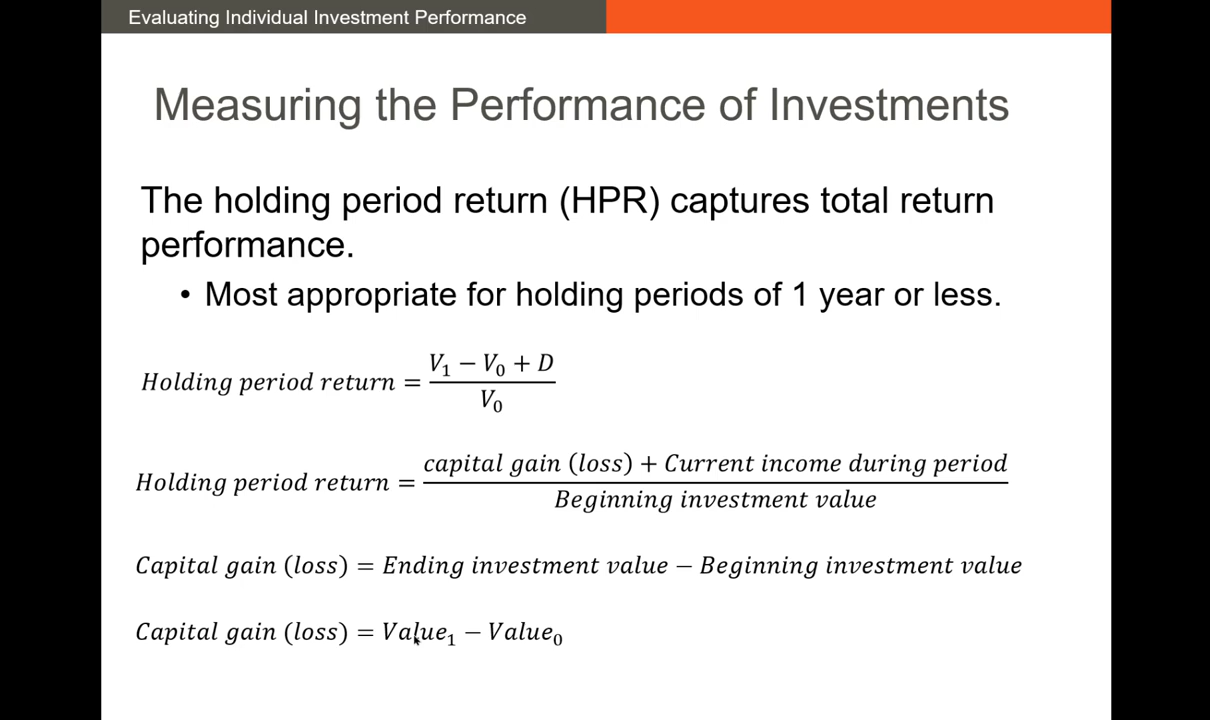 Evaluating Individual Investment Performance
Measuring the Performance of Investments
The holding period return (HPR) captures total return
performance.
• Most appropriate for holding periods of 1 year or less.
Holding period return = (V₁ − V₀ + D) / V₀
Holding period return = (capital gain (loss) + Current income during period) / Beginning investment value
Capital gain (loss) = Ending investment value − Beginning investment value
Capital gain (loss) = Value₁ − Value₀